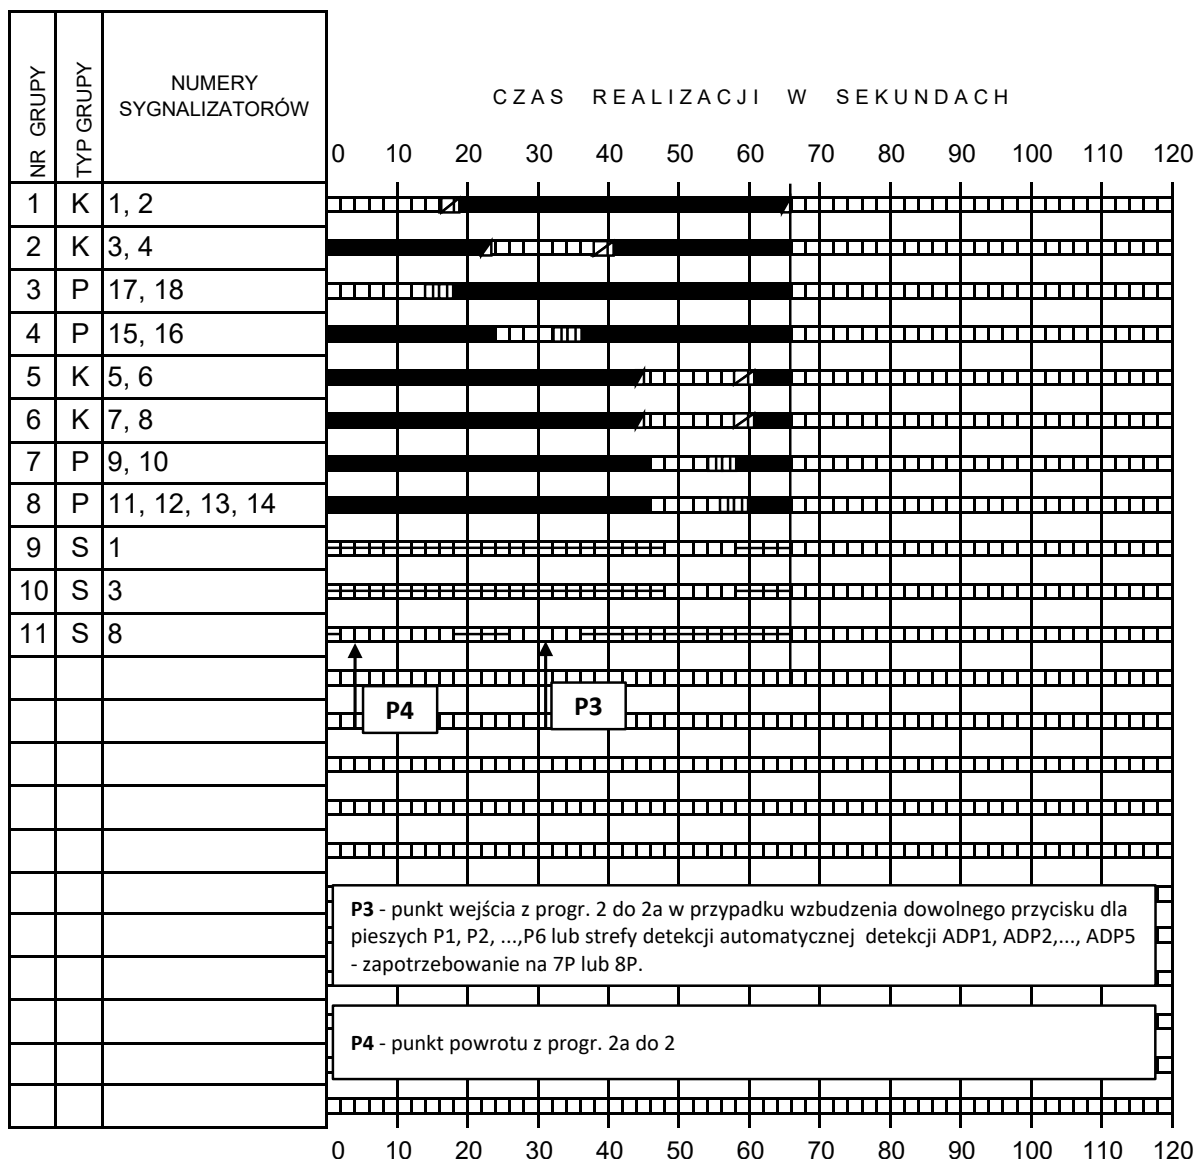 NR GRUPY
TYP GRUPY
NUMERY
SYGNALIZATORÓW
CZAS REALIZACJI W SEKUNDACH
0 10 20 30 40 50 60 70 80 90 100 110 120
1 K 1, 2
2 K 3, 4
3 P 17, 18
4 P 15, 16
5 K 5, 6
6 K 7, 8
7 P 9, 10
8 P 11, 12, 13, 14
9 S 1
10 S 3
11 S 8
P4
P3
P3 - punkt wejścia z progr. 2 do 2a w przypadku wzbudzenia dowolnego przycisku dla
pieszych P1, P2, ...,P6 lub strefy detekcji automatycznej detekcji ADP1, ADP2,..., ADP5
- zapotrzebowanie na 7P lub 8P.
P4 - punkt powrotu z progr. 2a do 2
0 10 20 30 40 50 60 70 80 90 100 110 120